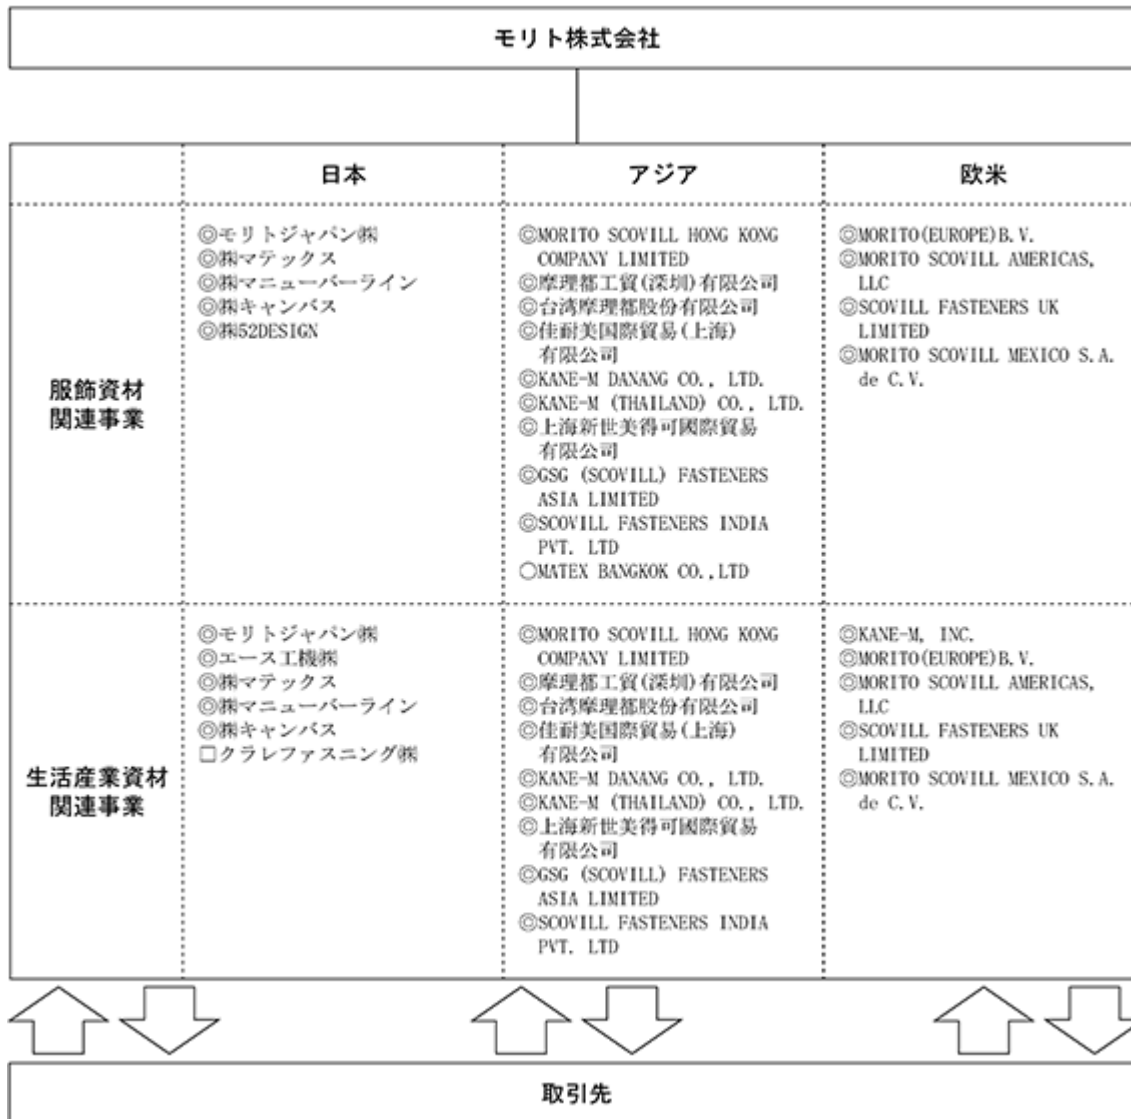 モリト株式会社
日本
アジア
欧米
服飾資材
関連事業
◎モリトジャパン㈱
◎㈱マテックス
◎㈱マニューバーライン
◎㈱キャンバス
◎㈱52DESIGN
◎MORITO SCOVILL HONG KONG
COMPANY LIMITED
◎摩理都工貿(深圳)有限公司
◎台湾摩理都股份有限公司
◎佳耐美国際貿易(上海)
有限公司
◎KANE-M DANANG CO., LTD.
◎KANE-M (THAILAND) CO., LTD.
◎上海新世美得可國際貿易
有限公司
◎GSG (SCOVILL) FASTENERS
ASIA LIMITED
◎SCOVILL FASTENERS INDIA
PVT. LTD
○MATEX BANGKOK CO.,LTD
◎MORITO(EUROPE)B.V.
◎MORITO SCOVILL AMERICAS,
LLC
◎SCOVILL FASTENERS UK
LIMITED
◎MORITO SCOVILL MEXICO S.A.
de C.V.
生活産業資材
関連事業
◎モリトジャパン㈱
◎エース工機㈱
◎㈱マテックス
◎㈱マニューバーライン
◎㈱キャンバス
□クラレファスニング㈱
◎MORITO SCOVILL HONG KONG
COMPANY LIMITED
◎摩理都工貿(深圳)有限公司
◎台湾摩理都股份有限公司
◎佳耐美国際貿易(上海)
有限公司
◎KANE-M DANANG CO., LTD.
◎KANE-M (THAILAND) CO., LTD.
◎上海新世美得可國際貿易
有限公司
◎GSG (SCOVILL) FASTENERS
ASIA LIMITED
◎SCOVILL FASTENERS INDIA
PVT. LTD
◎KANE-M, INC.
◎MORITO(EUROPE)B.V.
◎MORITO SCOVILL AMERICAS,
LLC
◎SCOVILL FASTENERS UK
LIMITED
◎MORITO SCOVILL MEXICO S.A.
de C.V.
取引先